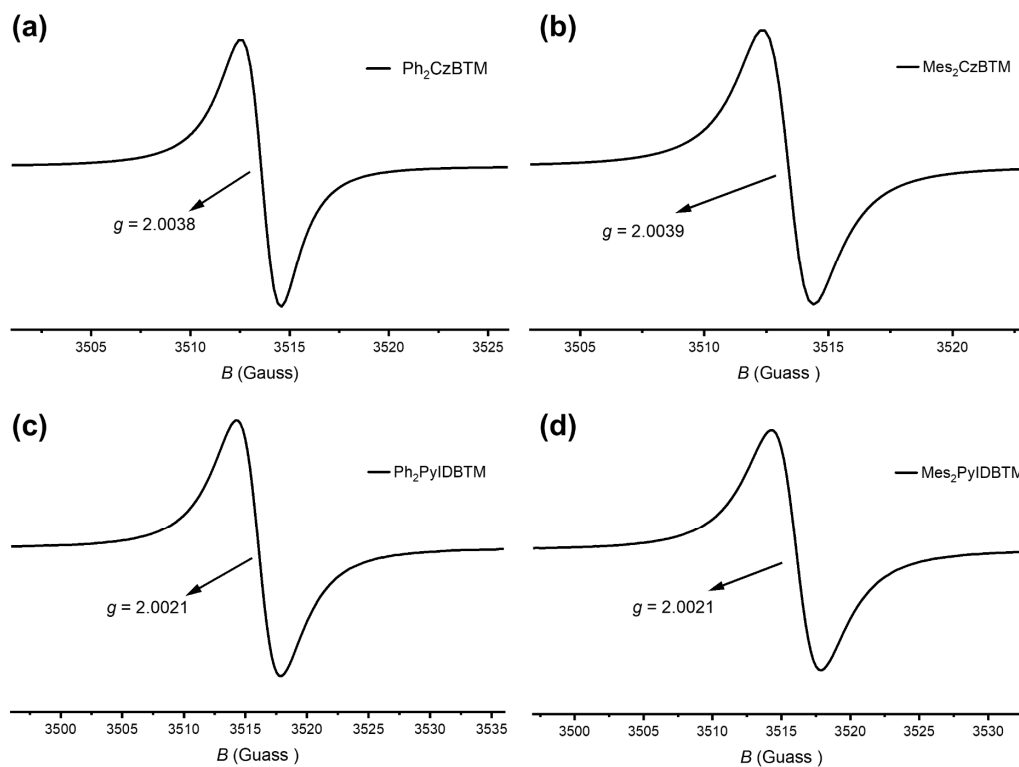 (a)
Ph₂CzBTM
g = 2.0038
3505 3510 3515 3520 3525
B (Gauss)
(b)
Mes₂CzBTM
g = 2.0039
3505 3510 3515 3520
B (Guass )
(c)
Ph₂PyIDBTM
g = 2.0021
3500 3505 3510 3515 3520 3525 3530 3535
B (Guass )
(d)
Mes₂PyIDBTM
g = 2.0021
3500 3505 3510 3515 3520 3525 3530
B (Guass )